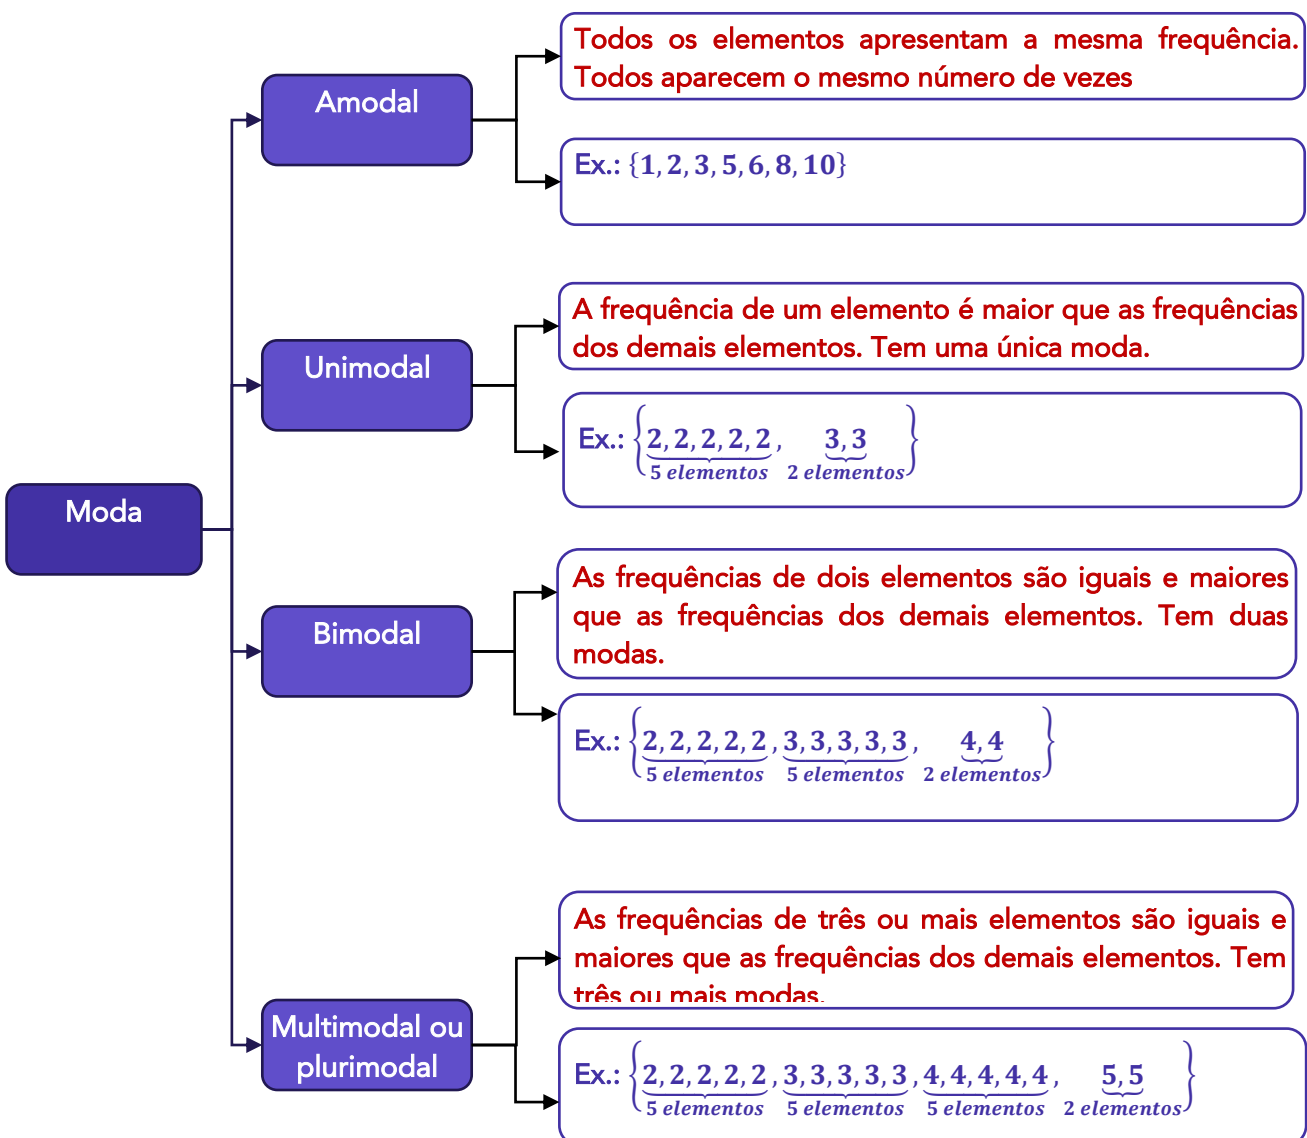 Moda
Amodal
Todos os elementos apresentam a mesma frequência.
Todos aparecem o mesmo número de vezes
Ex.: {1, 2, 3, 5, 6, 8, 10}
Unimodal
A frequência de um elemento é maior que as frequências
dos demais elementos. Tem uma única moda.
Ex.: {2, 2, 2, 2, 2, 3, 3}
5 elementos 2 elementos
Bimodal
As frequências de dois elementos são iguais e maiores
que as frequências dos demais elementos. Tem duas
modas.
Ex.: {2, 2, 2, 2, 2, 3, 3, 3, 3, 3, 4, 4}
5 elementos 5 elementos 2 elementos
Multimodal ou
plurimodal
As frequências de três ou mais elementos são iguais e
maiores que as frequências dos demais elementos. Tem
três ou mais modas.
Ex.: {2, 2, 2, 2, 2, 3, 3, 3, 3, 3, 4, 4, 4, 4, 4, 5, 5}
5 elementos 5 elementos 5 elementos 2 elementos